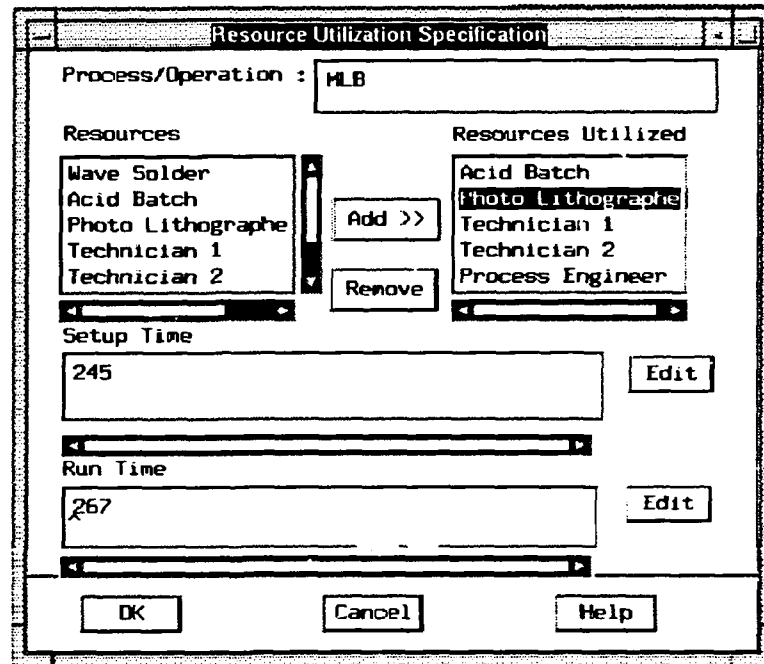 Resource Utilization Specification
Process/Operation : MLB
Resources
Wave Solder
Acid Batch
Photo Lithographe
Technician 1
Technician 2
Add >>
Remove
Resources Utilized
Acid Batch
Photo Lithographe
Technician 1
Technician 2
Process Engineer
Setup Time
245
Edit
Run Time
267
Edit
OK
Cancel
Help